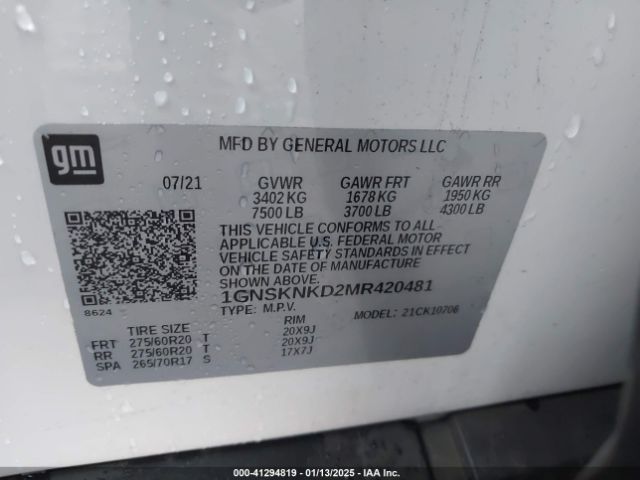 gm
MFD BY GENERAL MOTORS LLC
07/21 GVWR GAWR FRT GAWR RR
3402 KG 1678 KG 1950 KG
7500 LB 3700 LB 4300 LB
THIS VEHICLE CONFORMS TO ALL
APPLICABLE U.S. FEDERAL MOTOR
VEHICLE SAFETY STANDARDS IN EFFECT
ON THE DATE OF MANUFACTURE
SHOWN ABOVE.
1GNSKNKD2MR420481
8624 TYPE: M.P.V. MODEL: 21CK10706
TIRE SIZE RIM
FRT 275/60R20 T 20X9J
RR 275/60R20 T 20X9J
SPA 265/70R17 S 17X7J
000-41294819 - 01/13/2025 - IAA Inc.